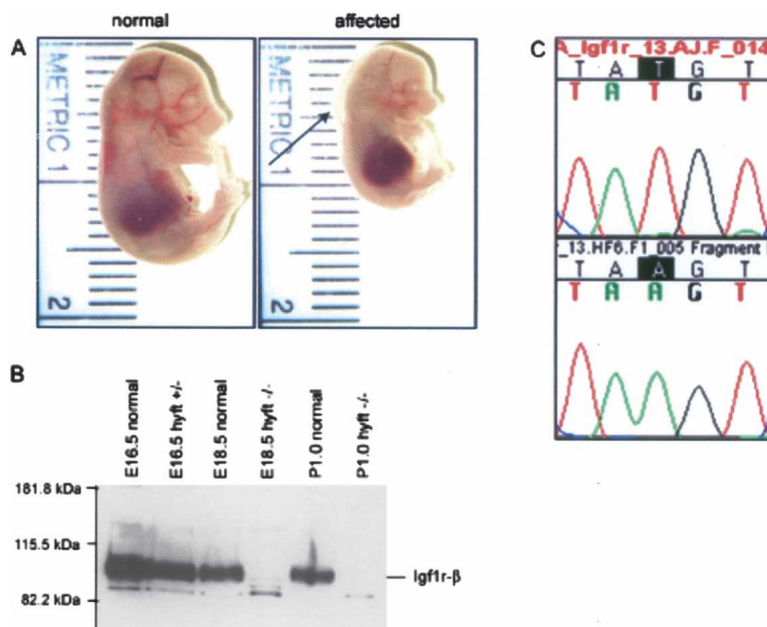 normal
affected
A
METRIC 1
2
METRIC 1
2
C
A_Igf1r_13.AJ.F_014
T A T G T
T A T G T
_13.HF6.F1_005 Fragment
T A A G T
T A A G T
B
E16.5 normal
E16.5 hyft +/-
E18.5 normal
E18.5 hyft -/-
P1.0 normal
P1.0 hyft -/-
181.8 kDa
115.5 kDa
82.2 kDa
Igf1r-β